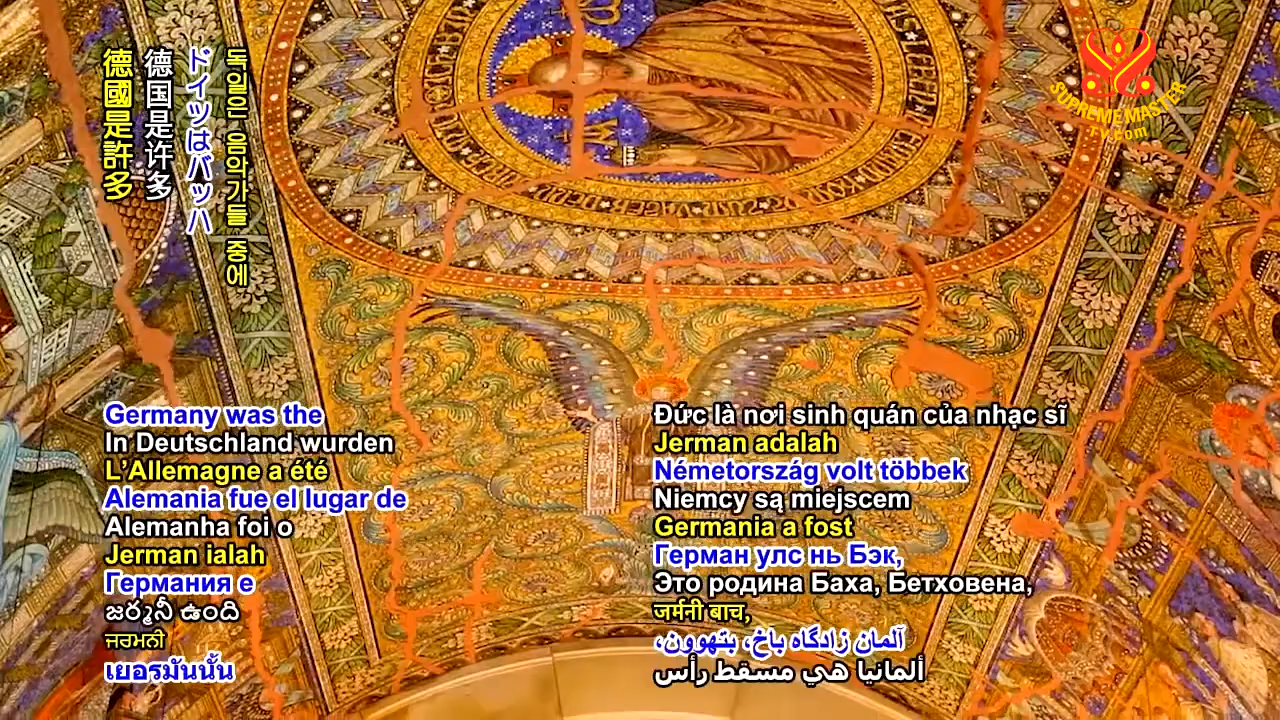 德國是許多
德国是许多
ドイツはバッハ
독일은 음악가들 중에
SUPREME MASTER
TV.com
Germany was the
In Deutschland wurden
L'Allemagne a été
Alemania fue el lugar de
Alemanha foi o
Jerman ialah
Германия е
జర్మనీ ఉంది
ਜਰਮਨੀ
เยอรมันนั้น
Đức là nơi sinh quán của nhạc sĩ
Jerman adalah
Németország volt többek
Niemcy są miejscem
Germania a fost
Герман улс нь Бэк,
Это родина Баха, Бетховена,
जर्मनी बाच,
آلمان زادگاه باخ، بتهوون،
ألمانيا هي مسقط رأس